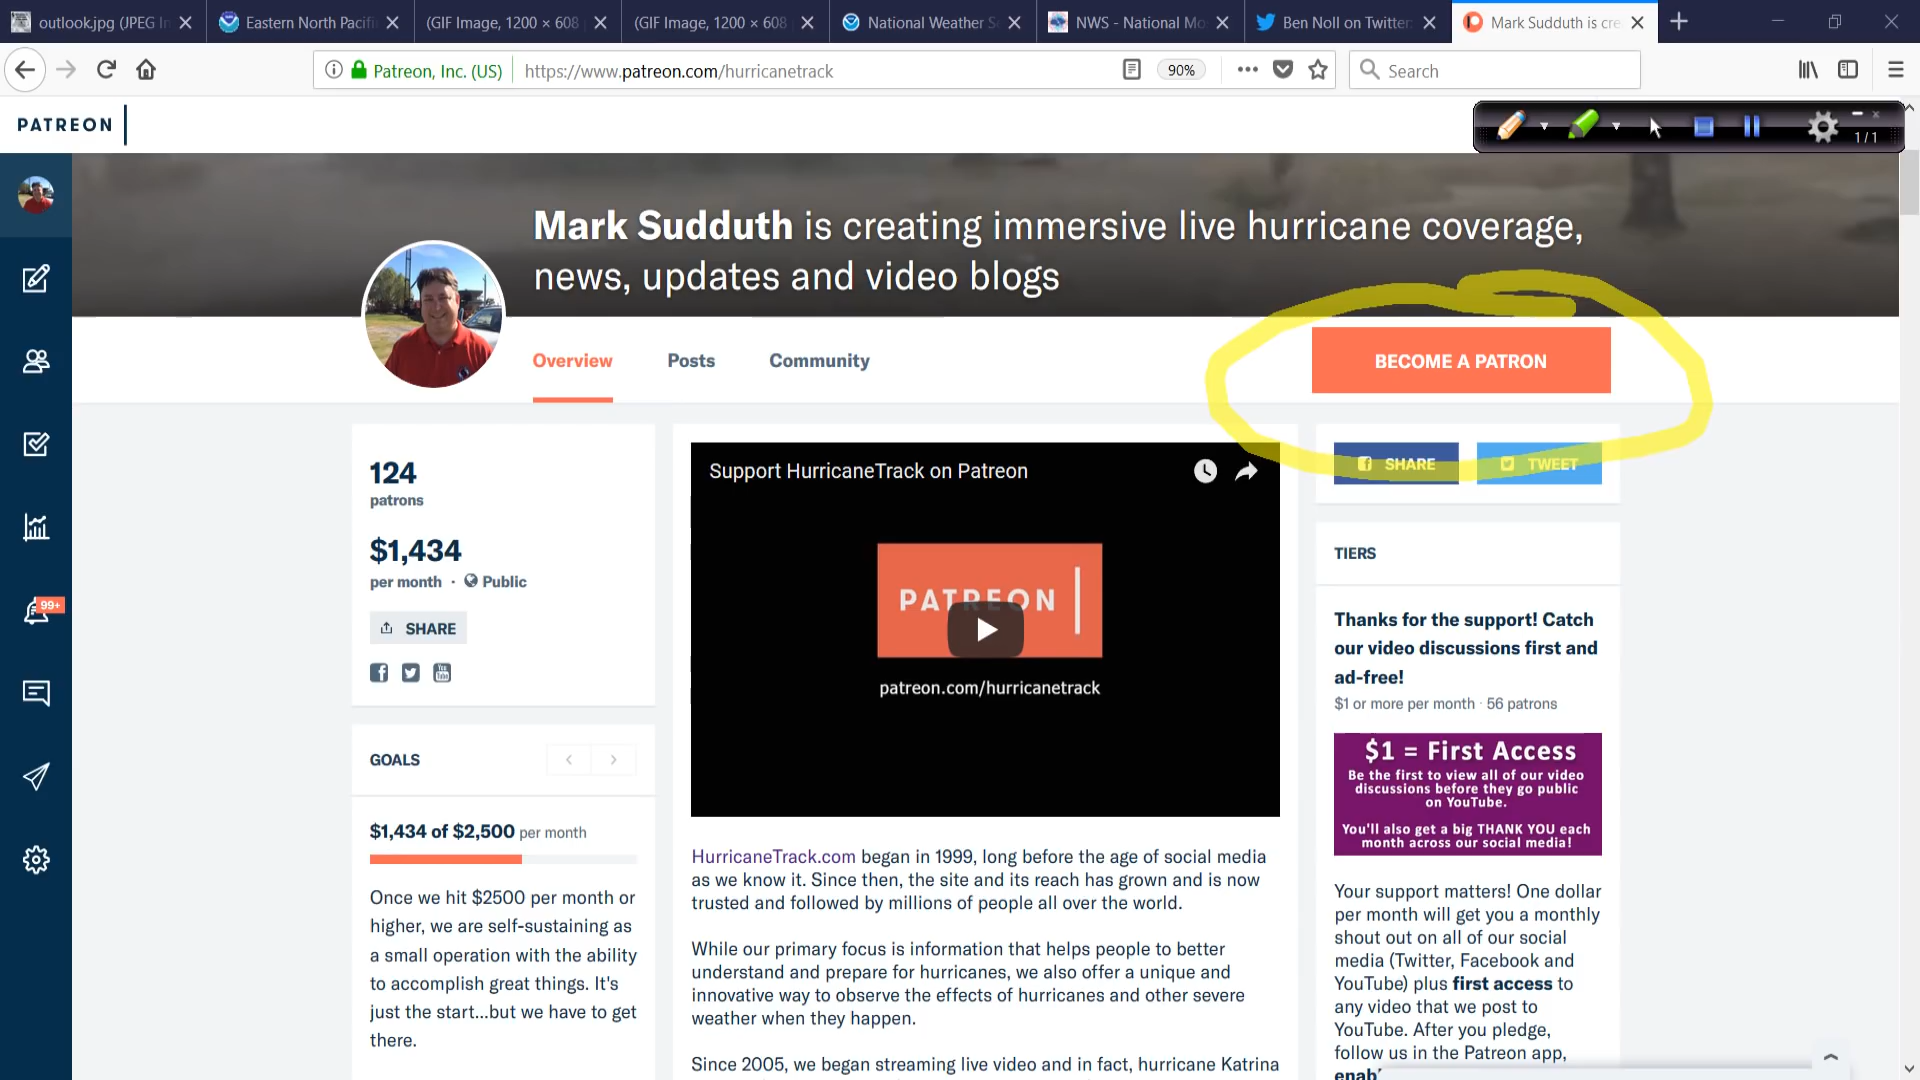 outlook.jpg (JPEG In
Eastern North Pacifi
(GIF Image, 1200 × 608
(GIF Image, 1200 × 608
National Weather Se
NWS - National Mo
Ben Noll on Twitter:
Mark Sudduth is cre
Patreon, Inc. (US)
https://www.patreon.com/hurricanetrack
90%
Search
PATREON
1/1
Mark Sudduth is creating immersive live hurricane coverage,
news, updates and video blogs
Overview
Posts
Community
BECOME A PATRON
99+
124
patrons
$1,434
per month · Public
SHARE
You
Tube
GOALS
$1,434 of $2,500 per month
Once we hit $2500 per month or
higher, we are self-sustaining as
a small operation with the ability
to accomplish great things. It's
just the start...but we have to get
there.
Support HurricaneTrack on Patreon
PATREON
patreon.com/hurricanetrack
HurricaneTrack.com began in 1999, long before the age of social media
as we know it. Since then, the site and its reach has grown and is now
trusted and followed by millions of people all over the world.
While our primary focus is information that helps people to better
understand and prepare for hurricanes, we also offer a unique and
innovative way to observe the effects of hurricanes and other severe
weather when they happen.
Since 2005, we began streaming live video and in fact, hurricane Katrina
SHARE
TWEET
TIERS
Thanks for the support! Catch
our video discussions first and
ad-free!
$1 or more per month · 56 patrons
$1 = First Access
Be the first to view all of our video
discussions before they go public
on YouTube.
You'll also get a big THANK YOU each
month across our social media!
Your support matters! One dollar
per month will get you a monthly
shout out on all of our social
media (Twitter, Facebook and
YouTube) plus first access to
any video that we post to
YouTube. After you pledge,
follow us in the Patreon app,